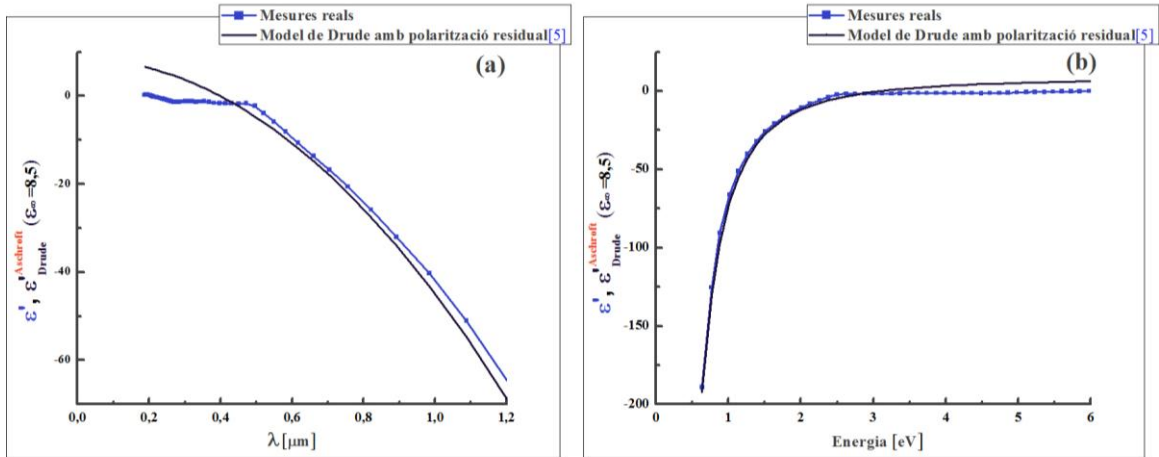 Mesures reals
Model de Drude amb polarització residual[5]
(a)
0
-20
-40
-60
0,0 0,2 0,4 0,6 0,8 1,0 1,2
λ [μm]
ε', ε'Aschroft Drude (ε∞=8,5)
Mesures reals
Model de Drude amb polarització residual[5]
(b)
0
-50
-100
-150
-200
0 1 2 3 4 5 6
Energia [eV]
ε', ε'Aschroft Drude (ε∞=8,5)